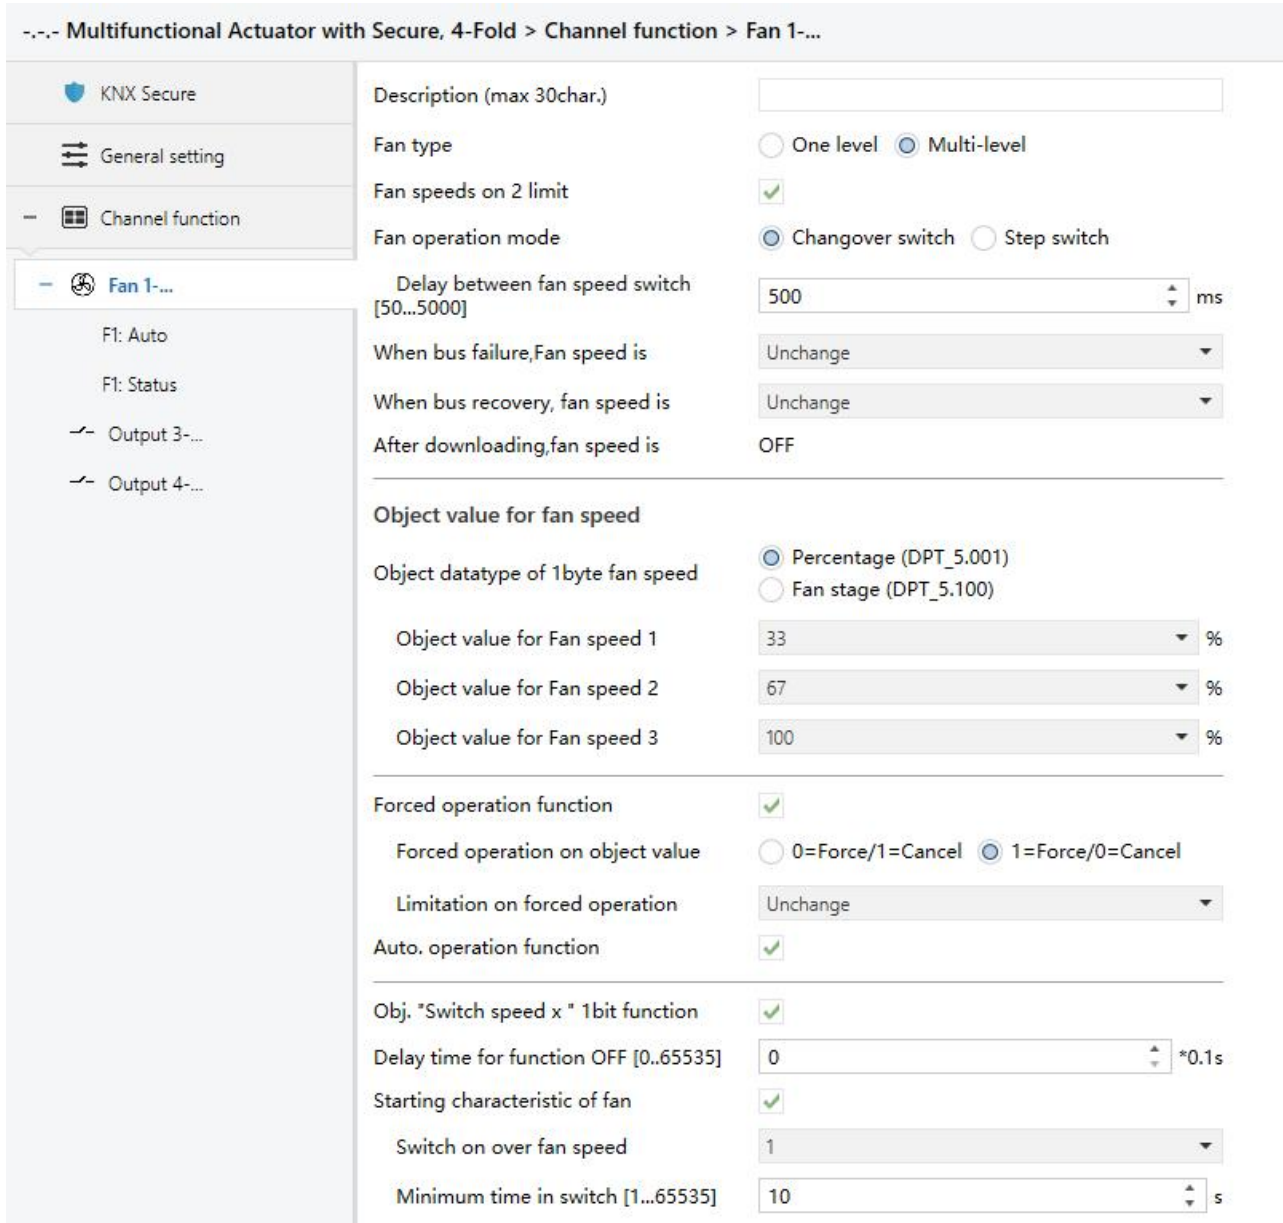 -.-.- Multifunctional Actuator with Secure, 4-Fold > Channel function > Fan 1-...
KNX Secure
General setting
Channel function
Fan 1-...
F1: Auto
F1: Status
Output 3-...
Output 4-...
Description (max 30char.)
Fan type One level Multi-level
Fan speeds on 2 limit
Fan operation mode Changover switch Step switch
Delay between fan speed switch
[50...5000] 500 ms
When bus failure,Fan speed is Unchange
When bus recovery, fan speed is Unchange
After downloading,fan speed is OFF
Object value for fan speed
Object datatype of 1byte fan speed Percentage (DPT_5.001)
Fan stage (DPT_5.100)
Object value for Fan speed 1 33 %
Object value for Fan speed 2 67 %
Object value for Fan speed 3 100 %
Forced operation function
Forced operation on object value 0=Force/1=Cancel 1=Force/0=Cancel
Limitation on forced operation Unchange
Auto. operation function
Obj. "Switch speed x " 1bit function
Delay time for function OFF [0..65535] 0 *0.1s
Starting characteristic of fan
Switch on over fan speed 1
Minimum time in switch [1...65535] 10 s